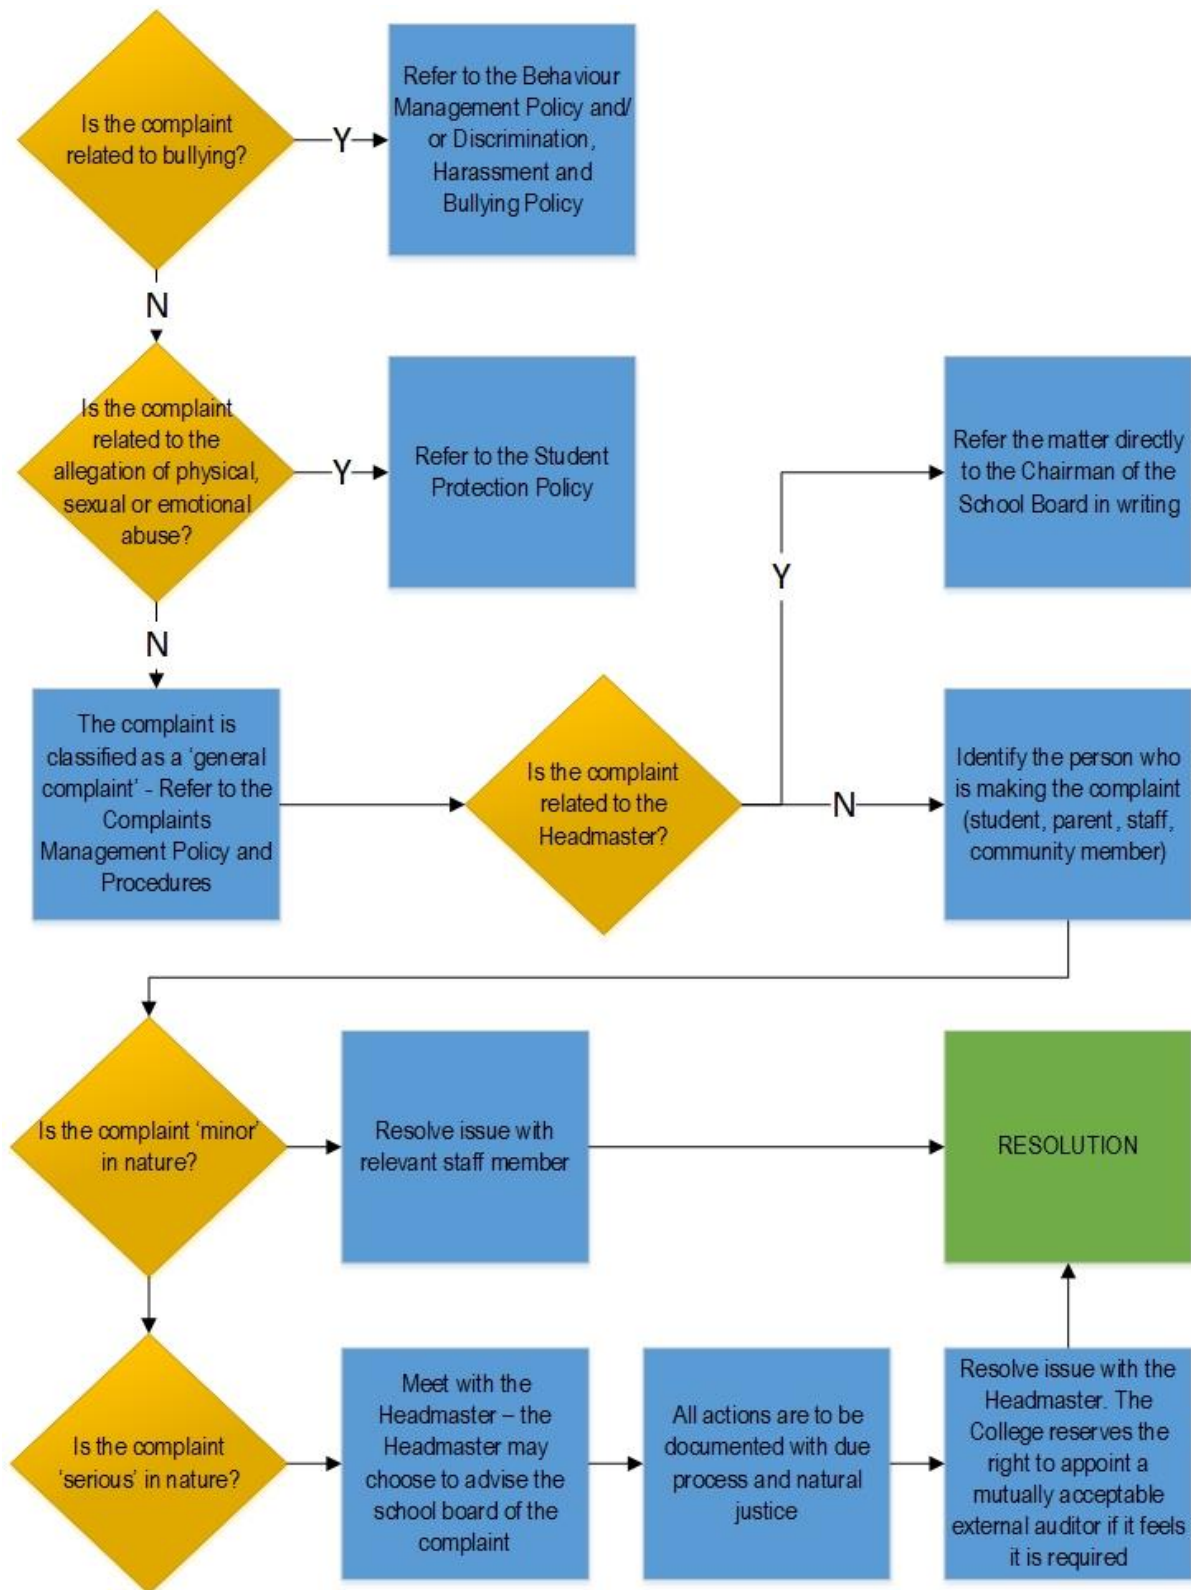 Is the complaint
related to bullying?
Y
Refer to the Behaviour
Management Policy and/
or Discrimination,
Harassment and
Bullying Policy
N
Is the complaint
related to the
allegation of physical,
sexual or emotional
abuse?
Y
Refer to the Student
Protection Policy
Refer the matter directly
to the Chairman of the
School Board in writing
Y
N
The complaint is
classified as a ‘general
complaint’ - Refer to the
Complaints
Management Policy and
Procedures
Is the complaint
related to the
Headmaster?
N
Identify the person who
is making the complaint
(student, parent, staff,
community member)
Is the complaint ‘minor’
in nature?
Resolve issue with
relevant staff member
RESOLUTION
Is the complaint
‘serious’ in nature?
Meet with the
Headmaster – the
Headmaster may
choose to advise the
school board of the
complaint
All actions are to be
documented with due
process and natural
justice
Resolve issue with the
Headmaster. The
College reserves the
right to appoint a
mutually acceptable
external auditor if it feels
it is required